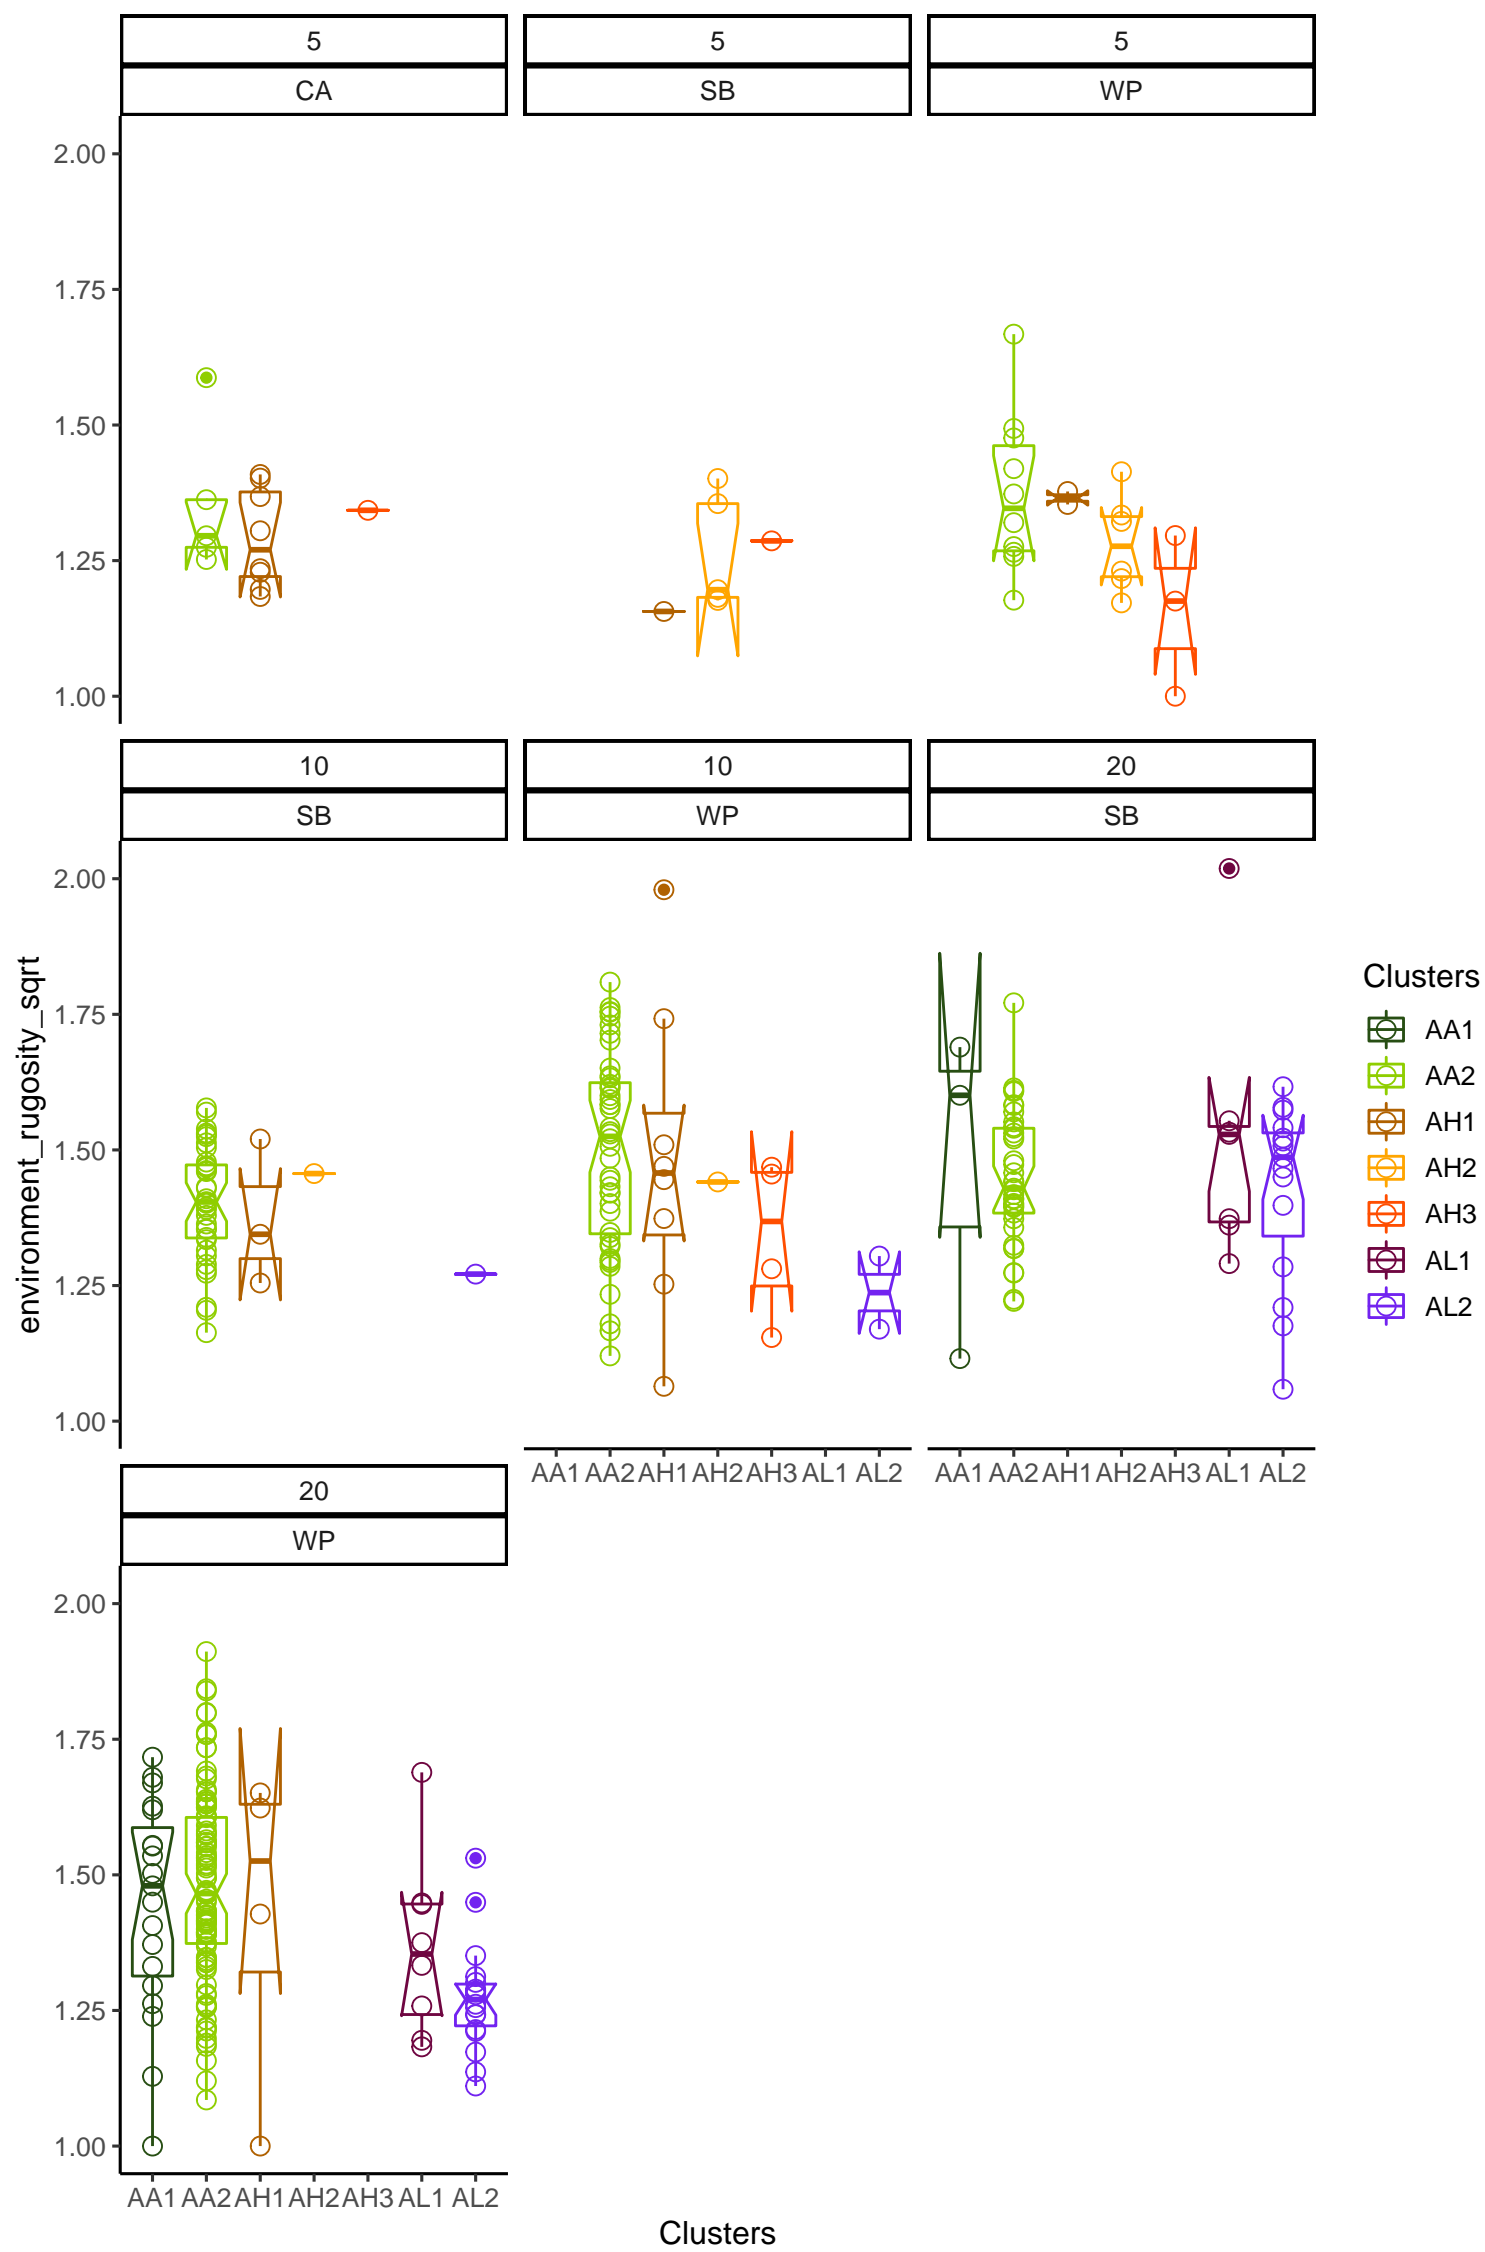 5
5
5
CA
SB
WP
2.00
1.75
1.50
1.25
1.00
10
10
20
SB
WP
SB
2.00
1.75
1.50
1.25
1.00
AA1 AA2 AH1 AH2 AH3 AL1 AL2
AA1 AA2 AH1 AH2 AH3 AL1 AL2
environment_rugosity_sqrt
Clusters
AA1
AA2
AH1
AH2
AH3
AL1
AL2
20
WP
2.00
1.75
1.50
1.25
1.00
AA1 AA2 AH1 AH2 AH3 AL1 AL2
Clusters